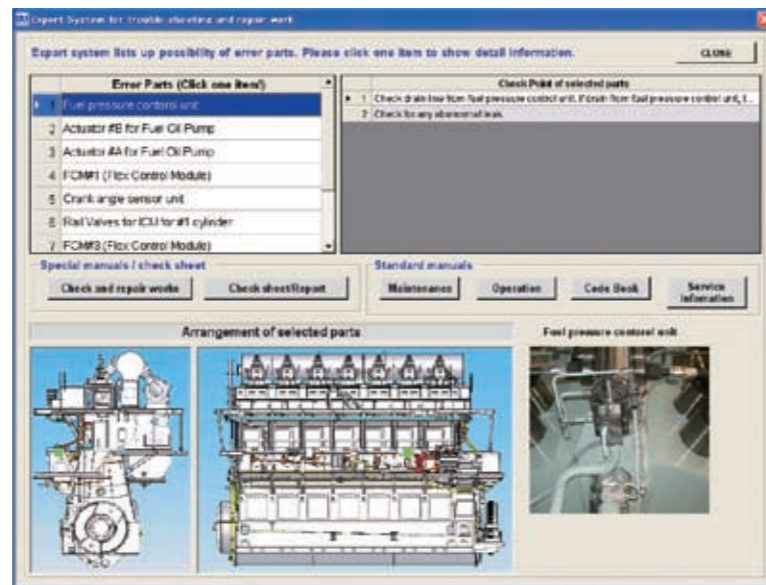 Expert System for trouble shooting and repair work
Expart system lists up possibility of error parts. Please click one item to show detail information.
CLOSE
Error Parts (Click one item!)
1 Fuel pressure contorol unit
2 Actuator #B for Fuel Oil Pump
3 Actuator #A for Fuel Oil Pump
4 FCM#1 (Flex Control Module)
5 Crank angle sensor unit
6 Rail Valves for ICU for #1 cylinder
7 FCM#3 (Flex Control Module)
Check Point of selected parts
1 Check drain line from fuel pressure control unit. If drain from fuel pressure control unit, t...
2 Check for any abnormal leak.
Special manuals / check sheet
Check and repair works
Check sheet/Report
Standard manuals
Maintenance
Operation
Code Book
Service
Infomation
Arrangement of selected parts
Fuel pressure contorol unit